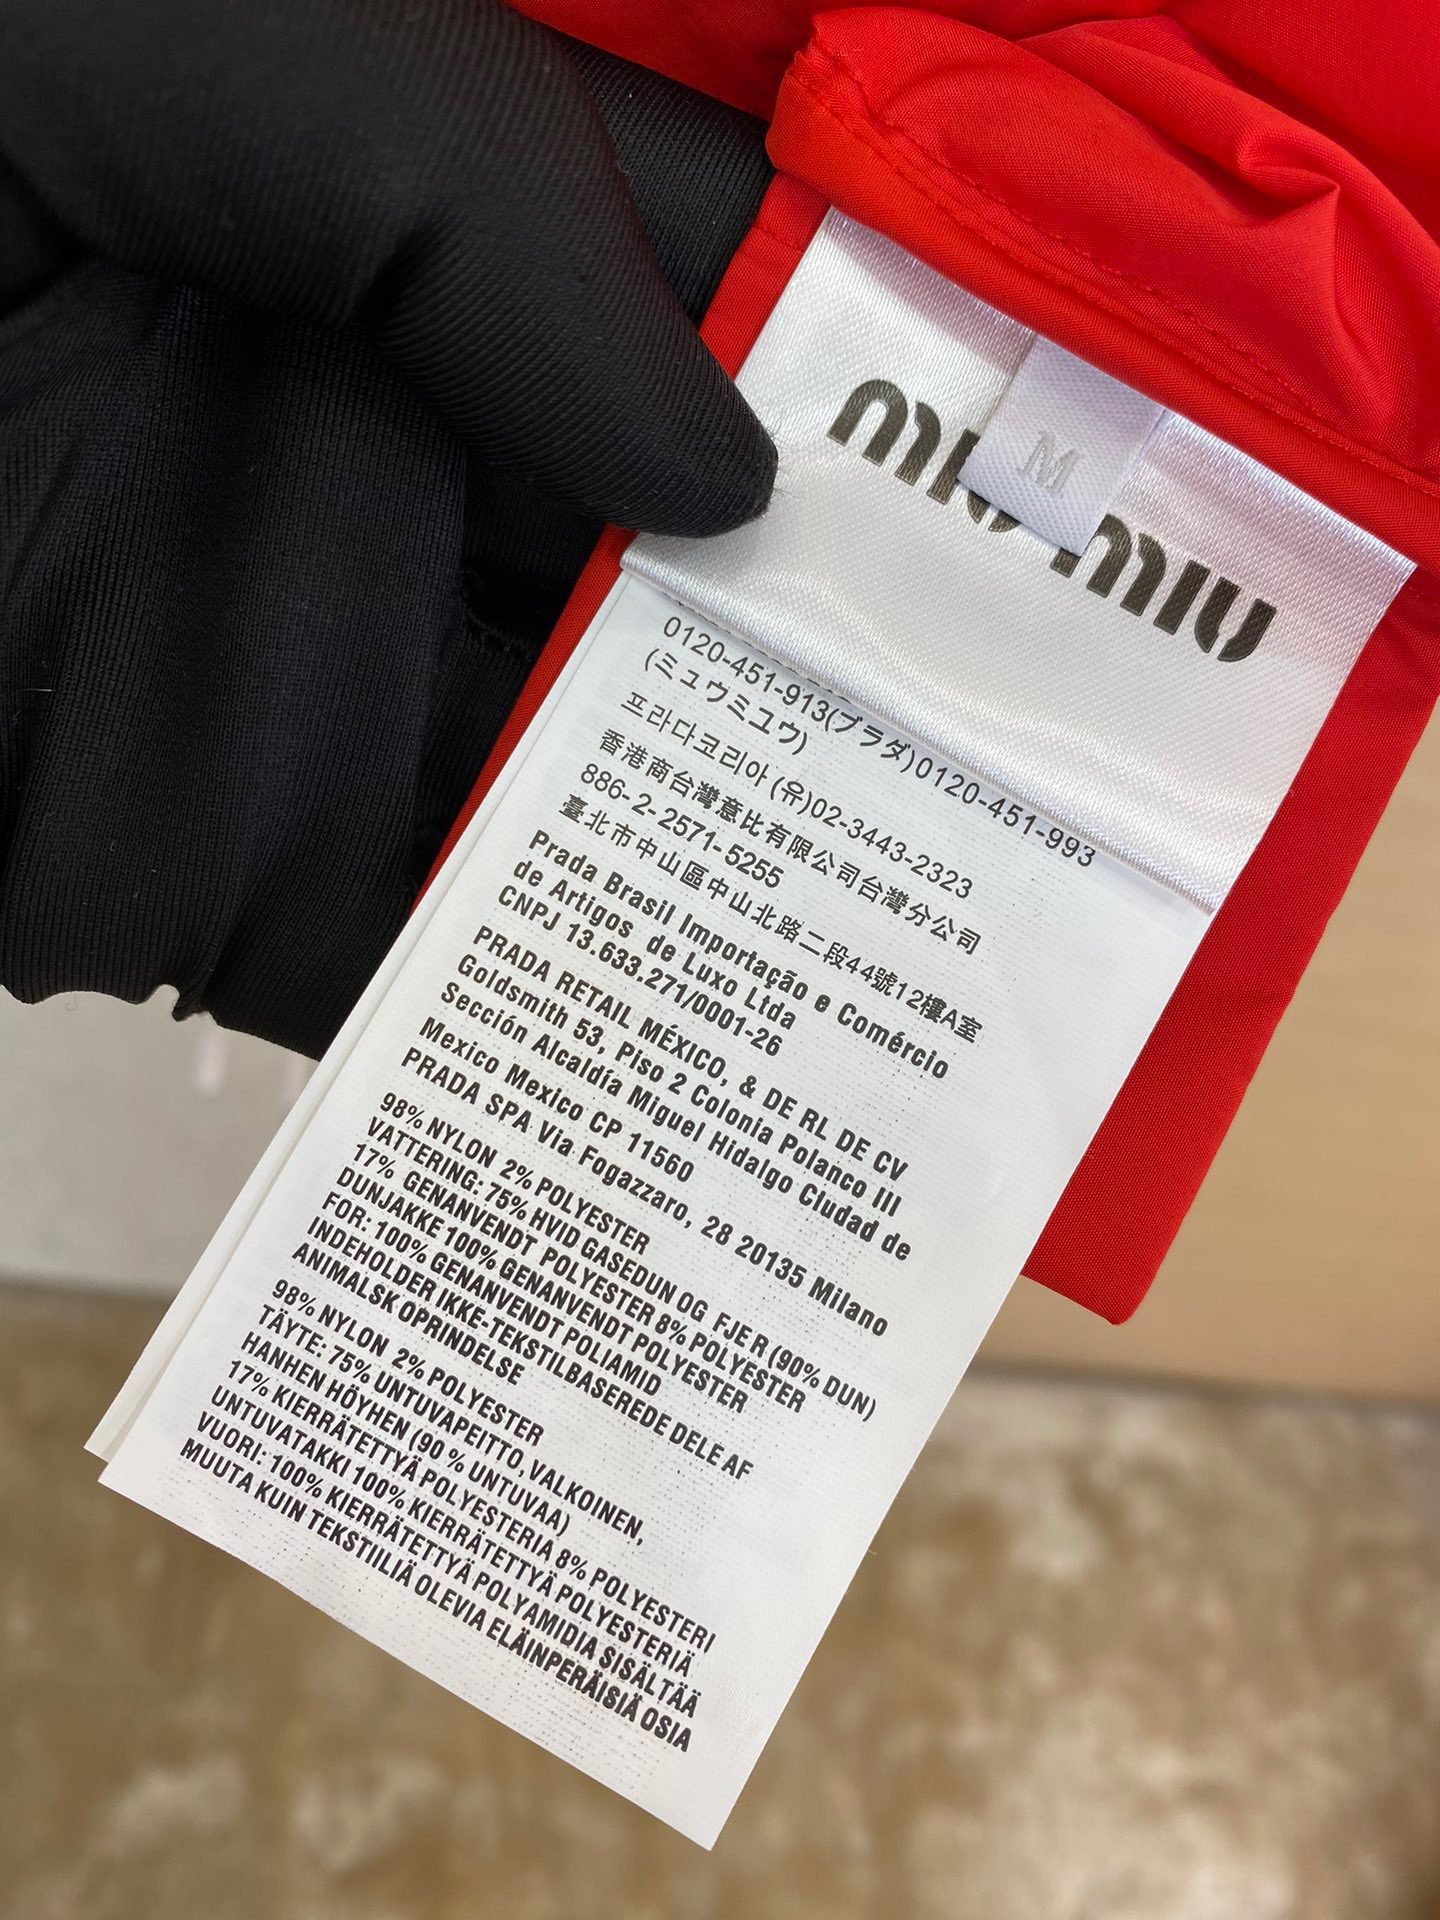 miu miu
M
0120-451-913(プラダ)0120-451-993
(ミュウミュウ)
프라다코리아 (유)02-3443-2323
香港商台灣意比有限公司台灣分公司
886-2-2571-5255
臺北市中山區中山北路二段44號12樓A室
Prada Brasil Importação e Comércio
de Artigos de Luxo Ltda
CNPJ 13.633.271/0001-26
PRADA RETAIL MÉXICO, & DE RL DE CV
Goldsmith 53, Piso 2 Colonia Polanco III
Sección Alcaldía Miguel Hidalgo Ciudad de
Mexico Mexico CP 11560
PRADA SPA Via Fogazzaro, 28 20135 Milano
98% NYLON 2% POLYESTER
VATTERING: 75% HVID GASEDUN OG FJER (90% DUN)
17% GENANVENDT POLYESTER 8% POLYESTER
DUNJAKKE 100% GENANVENDT POLYESTER
FOR: 100% GENANVENDT POLIAMID
INDEHOLDER IKKE-TEKSTILBASEREDE DELE AF
ANIMALSK OPRINDELSE
98% NYLON 2% POLYESTER
TÄYTE: 75% UNTUVAPEITTO, VALKOINEN,
HANHEN HÖYHEN (90 % UNTUVAA)
17% KIERRÄTETTYÄ POLYESTERIA 8% POLYESTERI
UNTUVATAKKI 100% KIERRÄTETTYÄ POLYESTERIÄ
VUORI: 100% KIERRÄTETTYÄ POLYAMIDIA SISÄLTÄÄ
MUUTA KUIN TEKSTIILIÄ OLEVIA ELÄINPERÄISIÄ OSIA